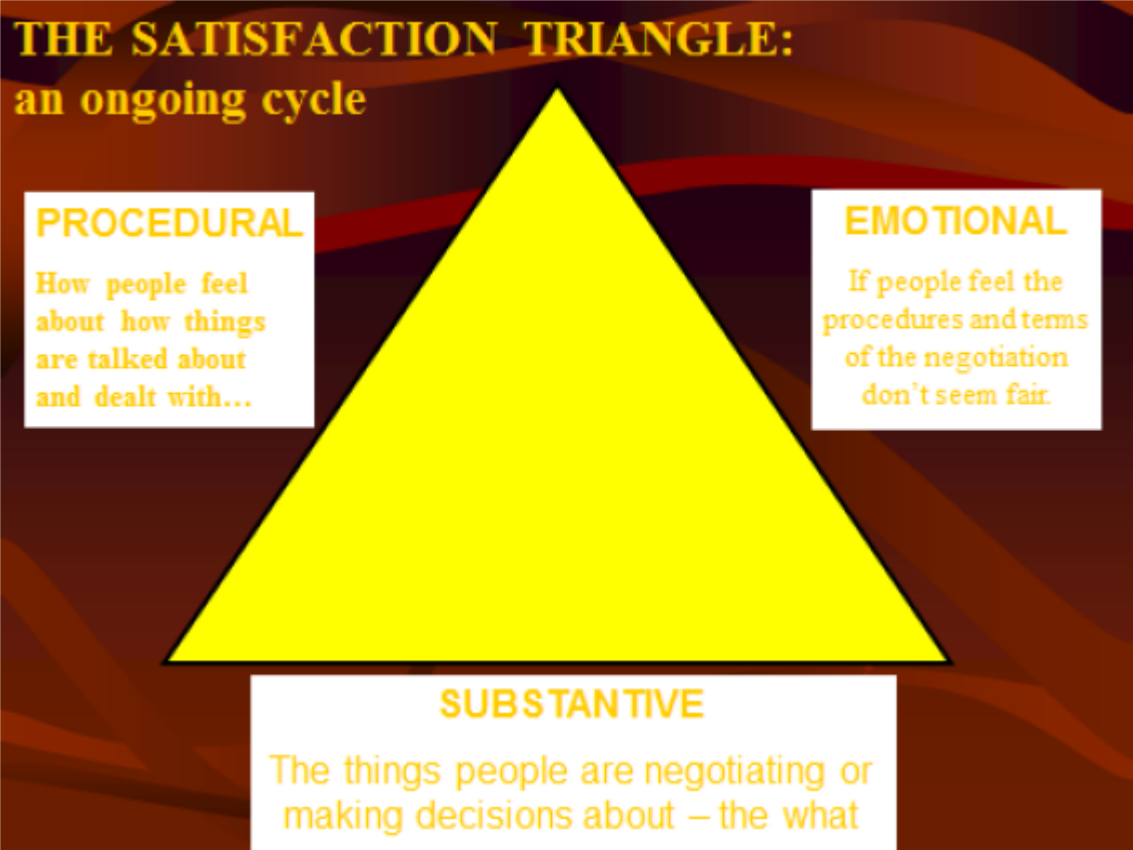 THE SATISFACTION TRIANGLE:
an ongoing cycle
PROCEDURAL
How people feel
about how things
are talked about
and dealt with…
EMOTIONAL
If people feel the
procedures and terms
of the negotiation
don't seem fair.
SUBSTANTIVE
The things people are negotiating or
making decisions about – the what